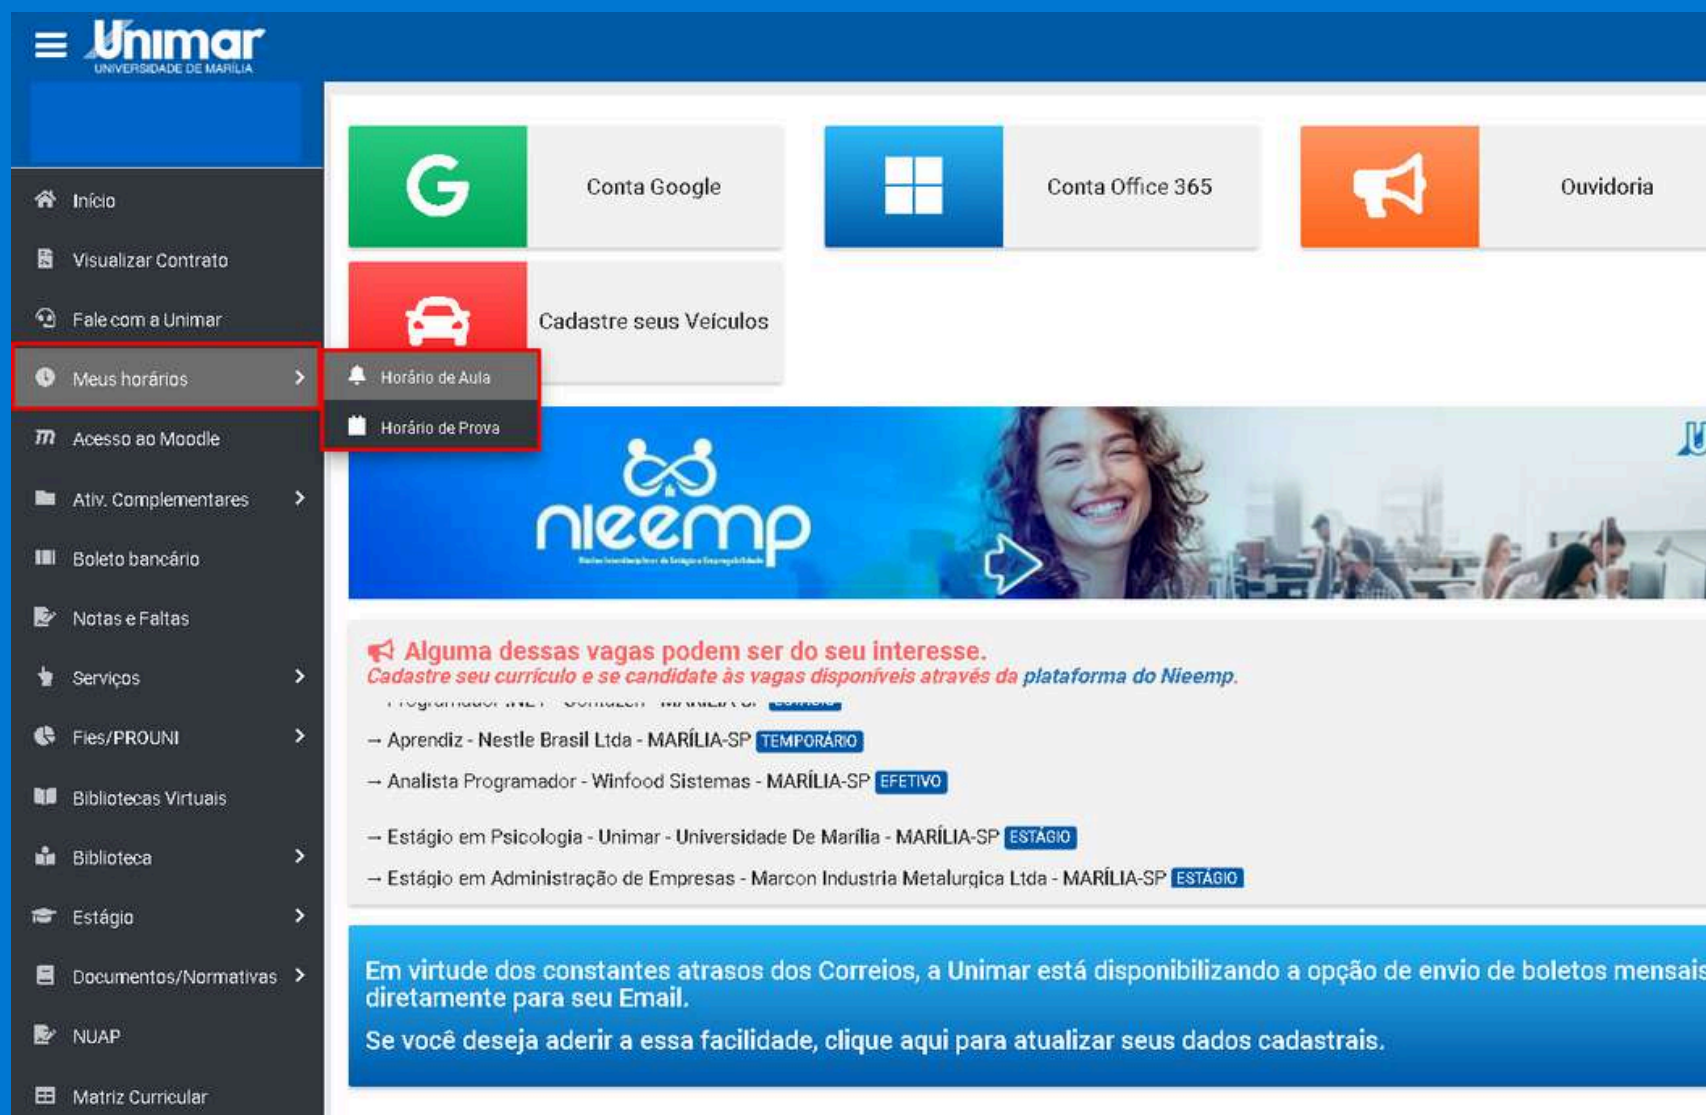 Unimar
UNIVERSIDADE DE MARÍLIA
Início
Visualizar Contrato
Fale com a Unimar
Meus horários
Acesso ao Moodle
Ativ. Complementares
Boleto bancário
Notas e Faltas
Serviços
Fies/PROUNI
Bibliotecas Virtuais
Biblioteca
Estágio
Documentos/Normativas
NUAP
Matriz Curricular
Horário de Aula
Horário de Prova
Conta Google
Conta Office 365
Ouvidoria
Cadastre seus Veículos
nieemp
Alguma dessas vagas podem ser do seu interesse.
Cadastre seu currículo e se candidate às vagas disponíveis através da plataforma do Nieemp.
→ Aprendiz - Nestle Brasil Ltda - MARÍLIA-SP TEMPORÁRIO
→ Analista Programador - Winfood Sistemas - MARÍLIA-SP EFETIVO
→ Estágio em Psicologia - Unimar - Universidade De Marília - MARÍLIA-SP ESTÁGIO
→ Estágio em Administração de Empresas - Marcon Industria Metalurgica Ltda - MARÍLIA-SP ESTÁGIO
Em virtude dos constantes atrasos dos Correios, a Unimar está disponibilizando a opção de envio de boletos mensais
diretamente para seu Email.
Se você deseja aderir a essa facilidade, clique aqui para atualizar seus dados cadastrais.